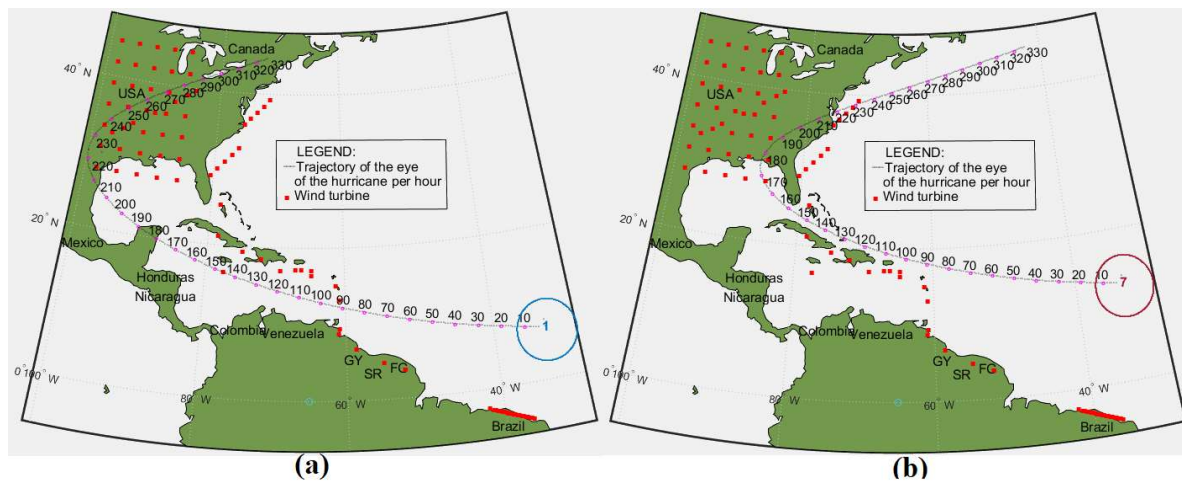 Canada
310 320 330
300
290
280
270
260
250
240
230
220
210
200
190
180
170
160
150
140
130
120
110
100
90
80
70
60
50
40
30
20
10
1
40° N
USA
LEGEND:
Trajectory of the eye
of the hurricane per hour
Wind turbine
20° N
Mexico
Honduras
Nicaragua
Colombia
Venezuela
GY
SR
FG
0° 100° W
80° W
60° W
40° W
Brazil
(a)
Canada
330
320
310
300
290
280
270
260
250
240
230
220
210
200
190
180
170
160
150
140
130
120
110
100
90
80
70
60
50
40
30
20
10
7
40° N
USA
LEGEND:
Trajectory of the eye
of the hurricane per hour
Wind turbine
20° N
Mexico
Honduras
Nicaragua
Colombia
Venezuela
GY
SR
FG
0° 100° W
80° W
60° W
40° W
Brazil
(b)